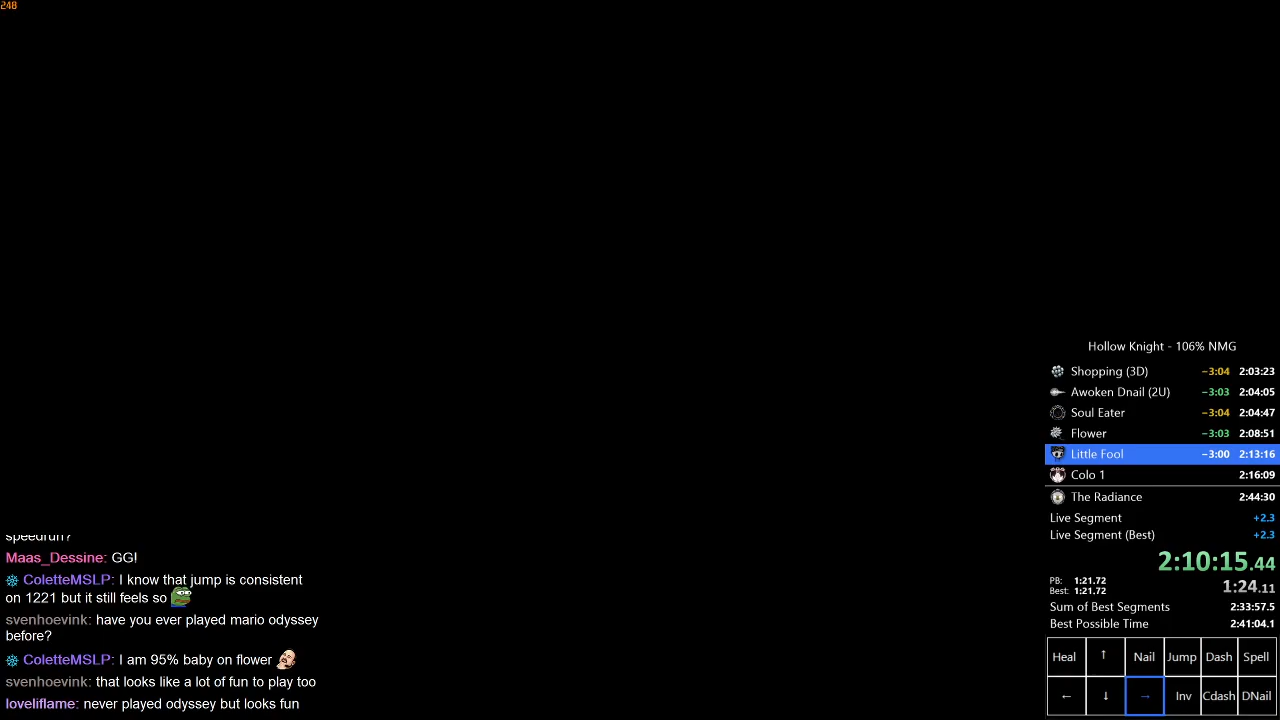 248
Hollow Knight - 106% NMG
Shopping (3D) −3:04 2:03:23
Awoken Dnail (2U) −3:03 2:04:05
Soul Eater −3:04 2:04:47
Flower −3:03 2:08:51
Little Fool −3:00 2:13:16
Colo 1 2:16:09
The Radiance 2:44:30
Live Segment +2.3
Live Segment (Best) +2.3
2:10:15.44
PB: 1:21.72
Best: 1:21.72
1:24.11
Sum of Best Segments 2:33:57.5
Best Possible Time 2:41:04.1
Heal ↑ Nail Jump Dash Spell
← ↓ → Inv Cdash DNail
speedrun?
Maas_Dessine: GG!
ColetteMSLP: I know that jump is consistent
on 1221 but it still feels so
svenhoevink: have you ever played mario odyssey
before?
ColetteMSLP: I am 95% baby on flower
svenhoevink: that looks like a lot of fun to play too
loveliflame: never played odyssey but looks fun